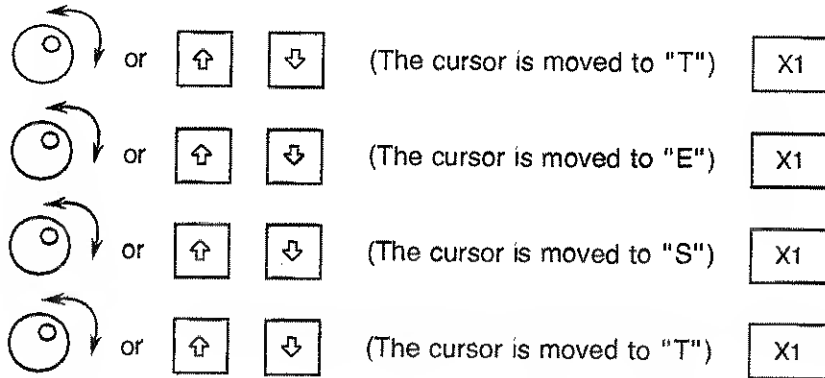 or ⇧ ⇩ (The cursor is moved to "T") X1
or ⇧ ⇩ (The cursor is moved to "E") X1
or ⇧ ⇩ (The cursor is moved to "S") X1
or ⇧ ⇩ (The cursor is moved to "T") X1